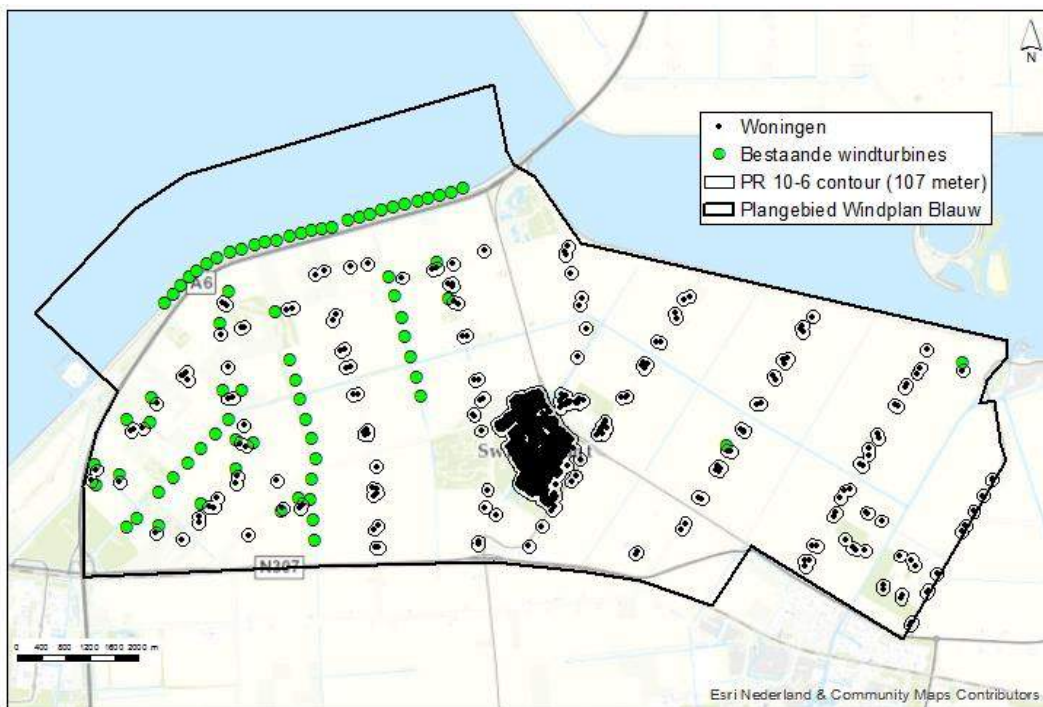 N
Woningen
Bestaande windturbines
PR 10-6 contour (107 meter)
Plangebied Windplan Blauw
A6
N307
0 400 800 1200 1600 2000 m
Esri Nederland & Community Maps Contributors